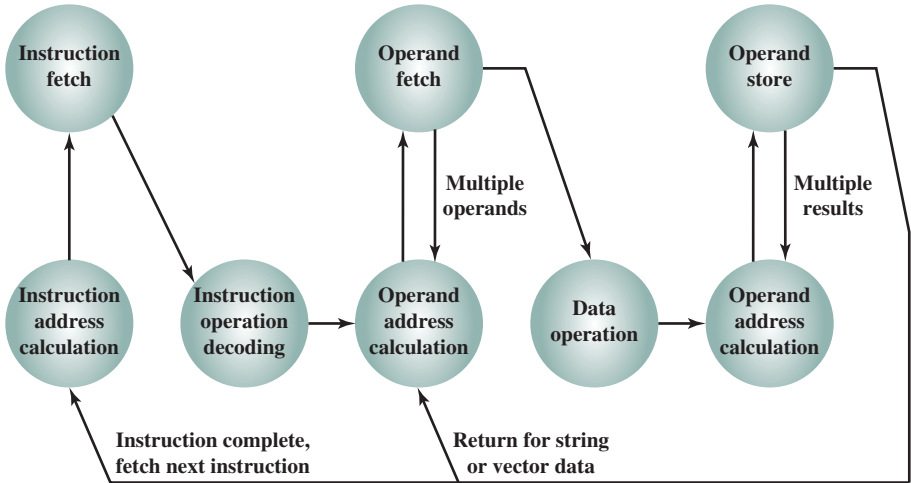 Instruction
fetch
Operand
fetch
Operand
store
Multiple
operands
Multiple
results
Instruction
address
calculation
Instruction
operation
decoding
Operand
address
calculation
Data
operation
Operand
address
calculation
Instruction complete,
fetch next instruction
Return for string
or vector data